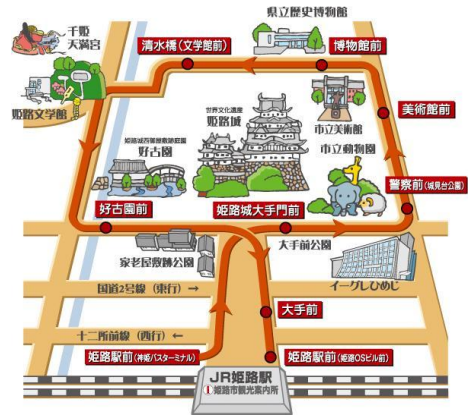 県立歴史博物館
千姫
天満宮
清水橋(文学館前)
博物館前
姫路文学館
世界文化遺産
姫路城
市立美術館
美術館前
姫路城西御屋敷跡庭園
好古園
市立動物園
警察前(城見台公園)
好古園前
姫路城大手門前
家老屋敷跡公園
大手前公園
国道2号線(東行)→
イーグレひめじ
大手前
十二所前線(西行)←
姫路駅前(神姫バスターミナル)
姫路駅前(姫路OSビル前)
JR姫路駅
i姫路市観光案内所